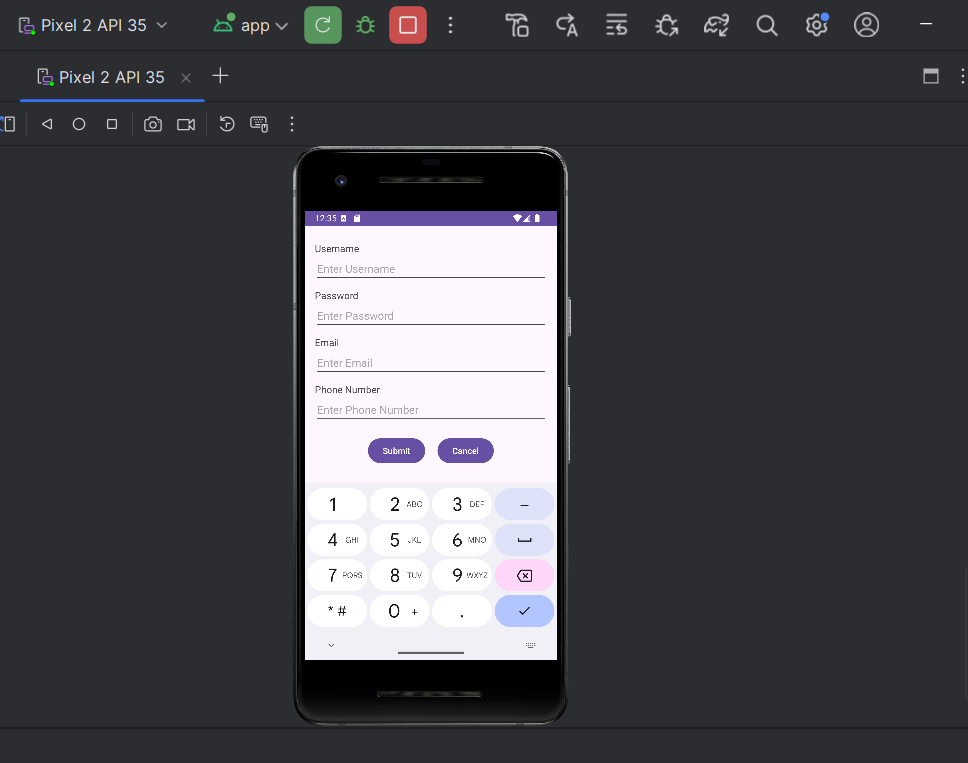 Pixel 2 API 35 app
Pixel 2 API 35
12:35
Username
Enter Username
Password
Enter Password
Email
Enter Email
Phone Number
Enter Phone Number
Submit Cancel
1 2 ABC 3 DEF –
4 GHI 5 JKL 6 MNO
7 PQRS 8 TUV 9 WXYZ
* # 0 + .